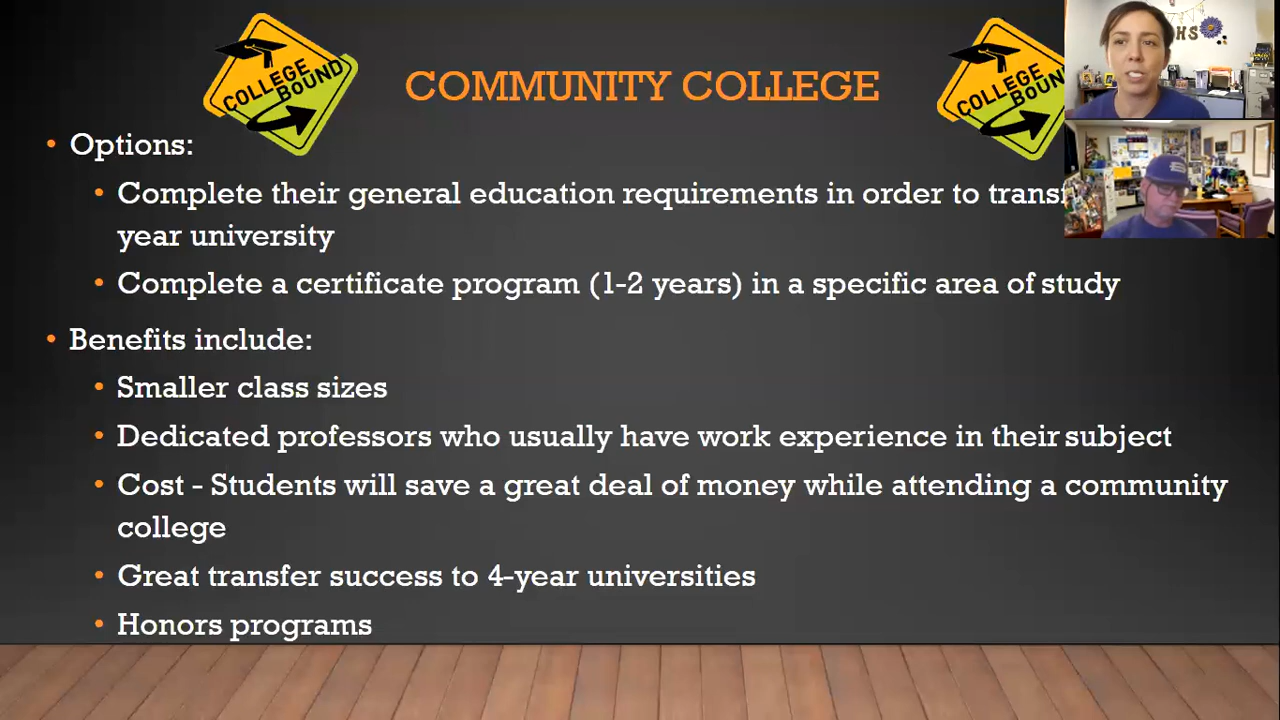 COLLEGE
BOUND
COMMUNITY COLLEGE
COLLEGE
HS
Options:
Complete their general education requirements in order to
year university
Complete a certificate program (1-2 years) in a specific area of study
Benefits include:
Smaller class sizes
Dedicated professors who usually have work experience in their subject
Cost - Students will save a great deal of money while attending a community
college
Great transfer success to 4-year universities
Honors programs